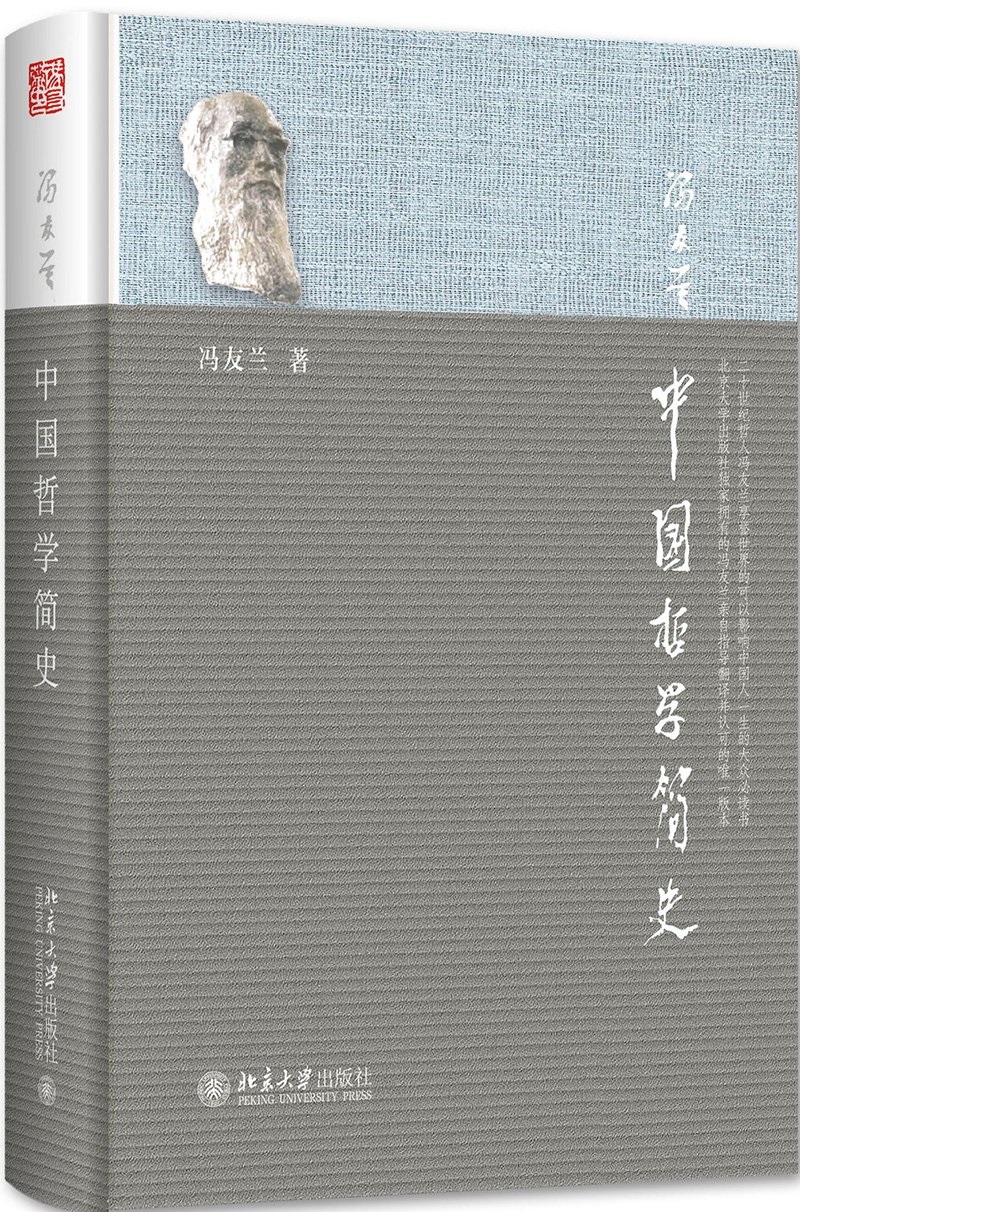 冯友兰
中国哲学简史
北京大学出版社
PEKING UNIVERSITY PRESS
冯友兰
冯友兰 著
中国哲学简史
二十世纪哲人冯友兰享誉世界的可以影响中国人一生的大众必读书
北京大学出版社独家拥有的冯友兰亲自指导翻译并认可的唯一版本
北京大学出版社
PEKING UNIVERSITY PRESS